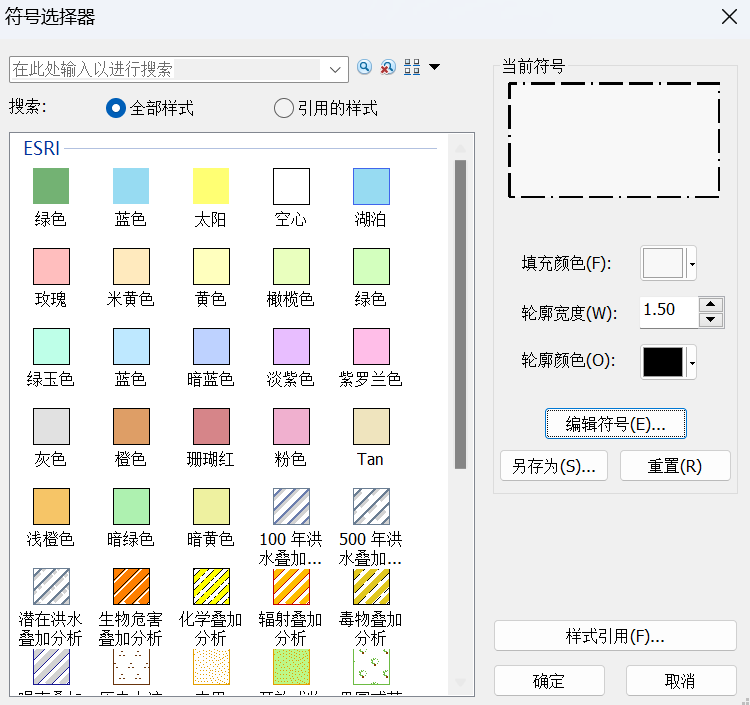 符号选择器
在此处输入以进行搜索
搜索:
全部样式
引用的样式
ESRI
绿色 蓝色 太阳 空心 湖泊
玫瑰 米黄色 黄色 橄榄色 绿色
绿玉色 蓝色 暗蓝色 淡紫色 紫罗兰色
灰色 橙色 珊瑚红 粉色 Tan
浅橙色 暗绿色 暗黄色 100 年洪 500 年洪
水叠加... 水叠加...
潜在洪水 生物危害 化学叠加 辐射叠加 毒物叠加
叠加分析 叠加分析 分析 分析 分析
当前符号
填充颜色(F):
轮廓宽度(W): 1.50
轮廓颜色(O):
编辑符号(E)...
另存为(S)... 重置(R)
样式引用(F)...
确定 取消